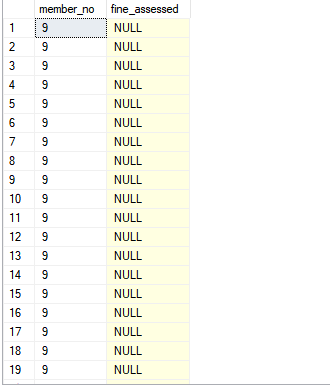 member_no fine_assessed
1 9 NULL
2 9 NULL
3 9 NULL
4 9 NULL
5 9 NULL
6 9 NULL
7 9 NULL
8 9 NULL
9 9 NULL
10 9 NULL
11 9 NULL
12 9 NULL
13 9 NULL
14 9 NULL
15 9 NULL
16 9 NULL
17 9 NULL
18 9 NULL
19 9 NULL